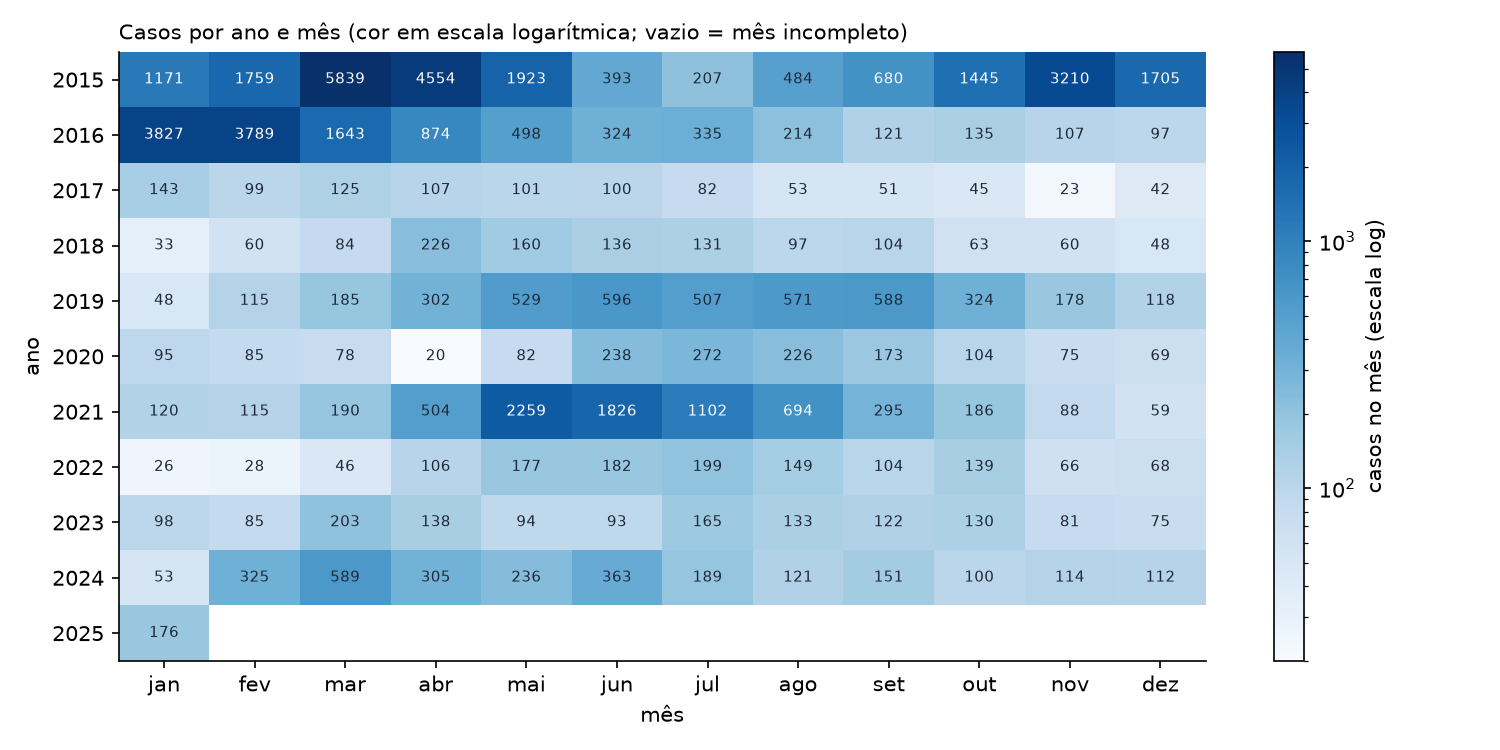 Casos por ano e mês (cor em escala logarítmica; vazio = mês incompleto)
2015 1171 1759 5839 4554 1923 393 207 484 680 1445 3210 1705
2016 3827 3789 1643 874 498 324 335 214 121 135 107 97
2017 143 99 125 107 101 100 82 53 51 45 23 42
2018 33 60 84 226 160 136 131 97 104 63 60 48
2019 48 115 185 302 529 596 507 571 588 324 178 118
2020 95 85 78 20 82 238 272 226 173 104 75 69
2021 120 115 190 504 2259 1826 1102 694 295 186 88 59
2022 26 28 46 106 177 182 199 149 104 139 66 68
2023 98 85 203 138 94 93 165 133 122 130 81 75
2024 53 325 589 305 236 363 189 121 151 100 114 112
2025 176
jan fev mar abr mai jun jul ago set out nov dez
mês
ano
10³
10²
casos no mês (escala log)